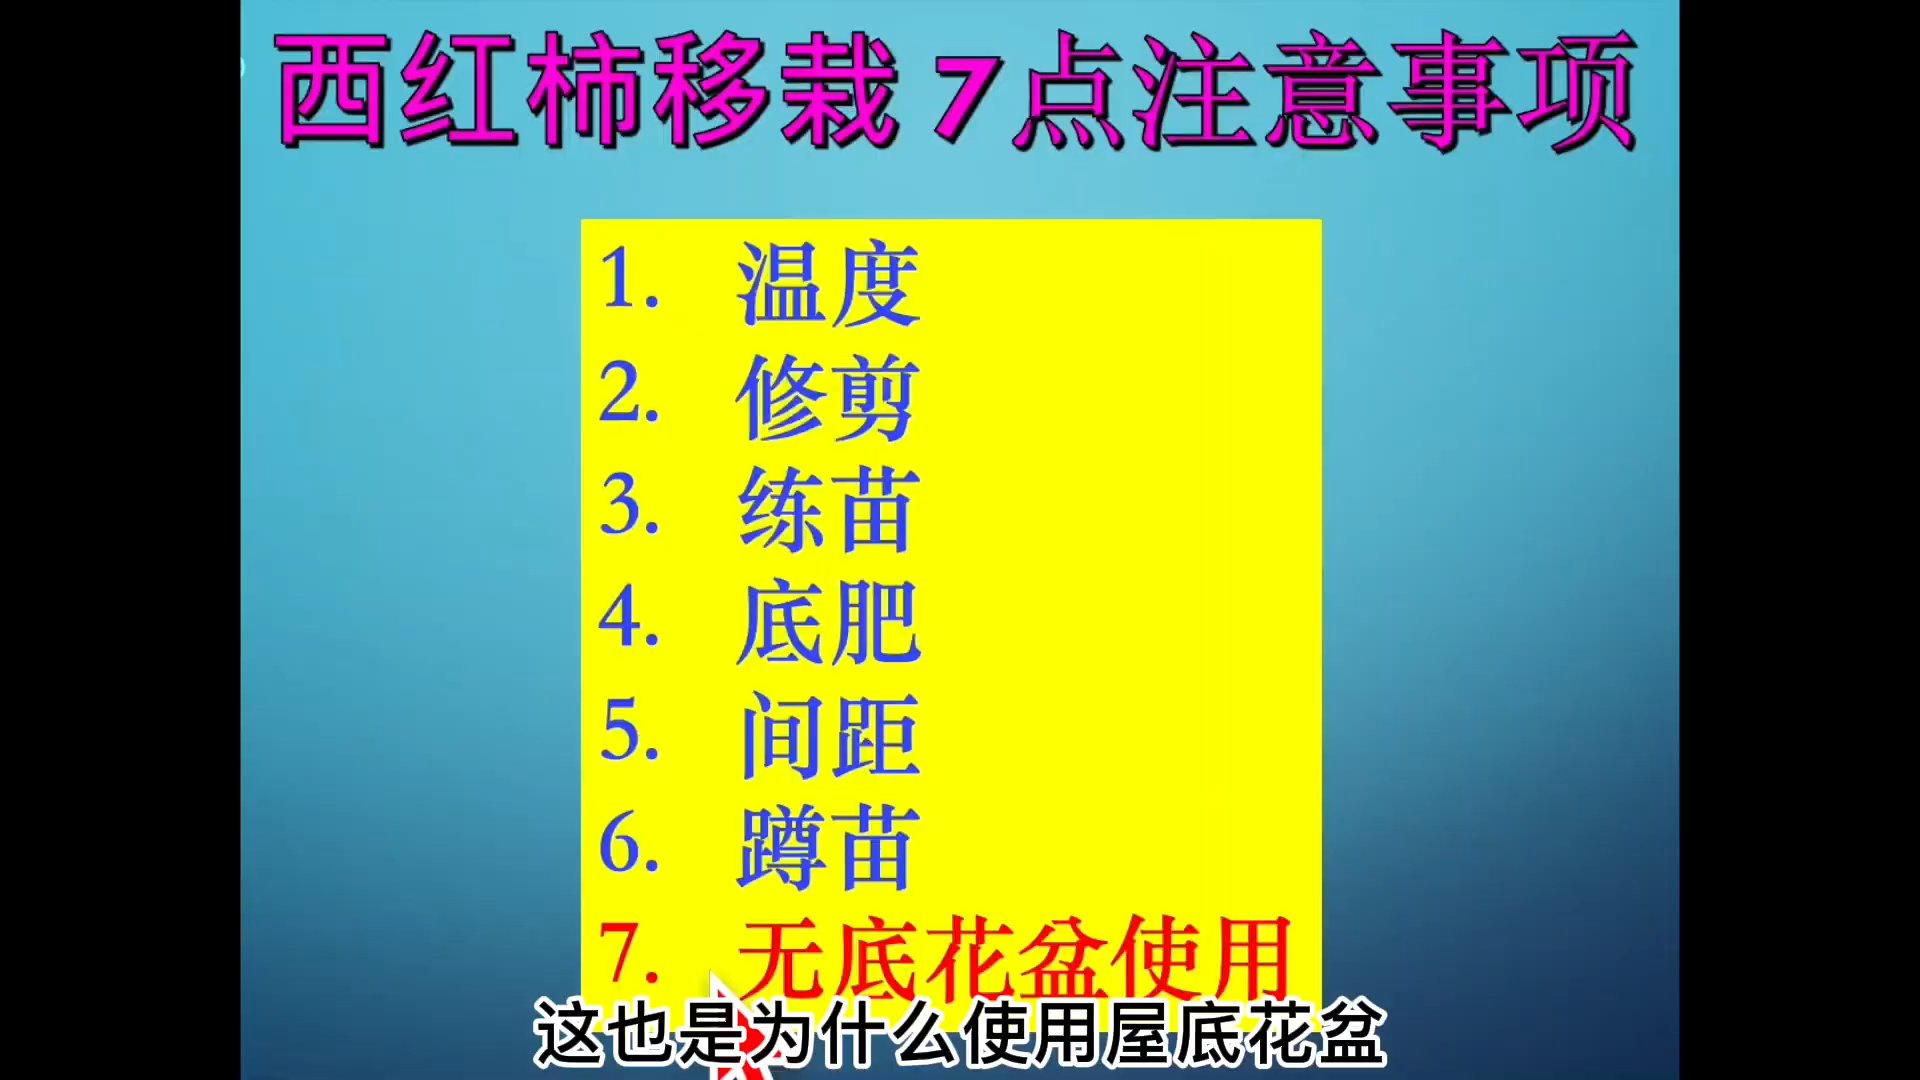 西红柿移栽 7点注意事项
1. 温度
2. 修剪
3. 练苗
4. 底肥
5. 间距
6. 蹲苗
7. 无底花盆使用
这也是为什么使用屋底花盆